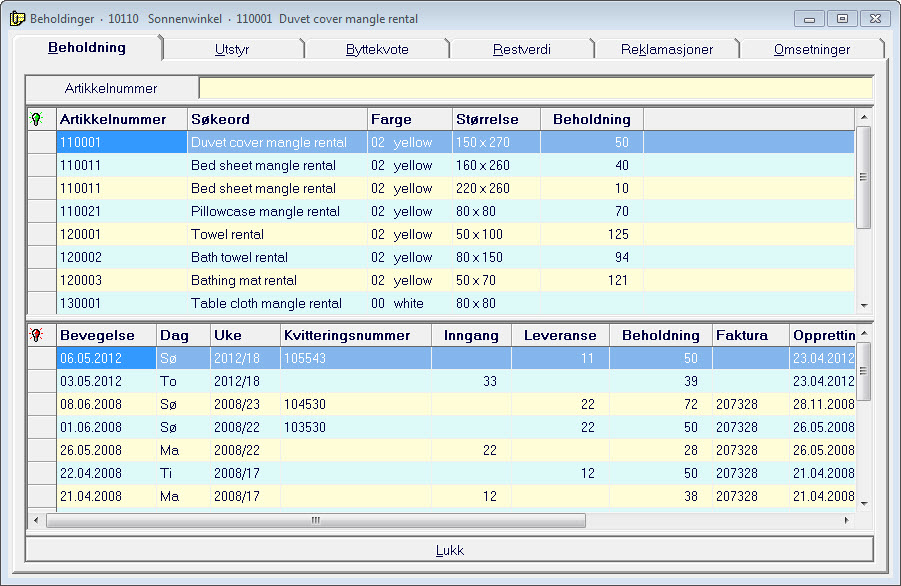 Beholdinger · 10110 Sonnenwinkel · 110001 Duvet cover mangle rental
Beholdning Utstyr Byttekvote Restverdi Reklamasjoner Omsetninger
Artikkelnummer
Artikkelnummer Søkeord Farge Størrelse Beholdning
110001 Duvet cover mangle rental 02 yellow 150 x 270 50
110011 Bed sheet mangle rental 02 yellow 160 x 260 40
110011 Bed sheet mangle rental 02 yellow 220 x 260 10
110021 Pillowcase mangle rental 02 yellow 80 x 80 70
120001 Towel rental 02 yellow 50 x 100 125
120002 Bath towel rental 02 yellow 80 x 150 94
120003 Bathing mat rental 02 yellow 50 x 70 121
130001 Table cloth mangle rental 00 white 80 x 80
Bevegelse Dag Uke Kvitteringsnummer Inngang Leveranse Beholdning Faktura Opprettin
06.05.2012 Sø 2012/18 105543 11 50 23.04.2012
03.05.2012 To 2012/18 33 39 23.04.2012
08.06.2008 Sø 2008/23 104530 22 72 207328 28.11.2008
01.06.2008 Sø 2008/22 103530 22 50 207328 26.05.2008
26.05.2008 Ma 2008/22 22 28 207328 26.05.2008
22.04.2008 Ti 2008/17 12 50 207328 21.04.2008
21.04.2008 Ma 2008/17 12 38 207328 21.04.2008
Lukk